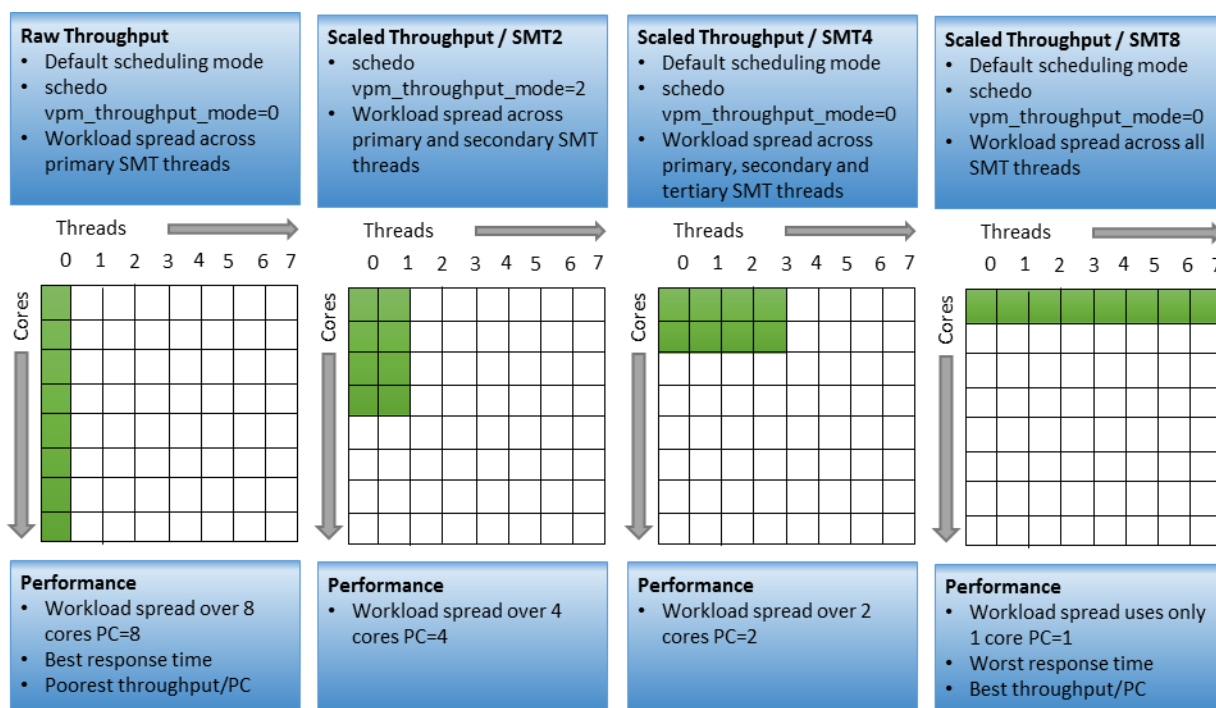 Raw Throughput
• Default scheduling mode
• schedo
vpm_throughput_mode=0
• Workload spread across
primary SMT threads
Scaled Throughput / SMT2
• schedo
vpm_throughput_mode=2
• Workload spread across
primary and secondary SMT
threads
Scaled Throughput / SMT4
• Default scheduling mode
• schedo
vpm_throughput_mode=0
• Workload spread across
primary, secondary and
tertiary SMT threads
Scaled Throughput / SMT8
• Default scheduling mode
• schedo
vpm_throughput_mode=0
• Workload spread across all
SMT threads
Threads
0 1 2 3 4 5 6 7
Cores
Threads
0 1 2 3 4 5 6 7
Cores
Threads
0 1 2 3 4 5 6 7
Cores
Threads
0 1 2 3 4 5 6 7
Cores
Performance
• Workload spread over 8
cores PC=8
• Best response time
• Poorest throughput/PC
Performance
• Workload spread over 4
cores PC=4
Performance
• Workload spread over 2
cores PC=2
Performance
• Workload spread uses only
1 core PC=1
• Worst response time
• Best throughput/PC